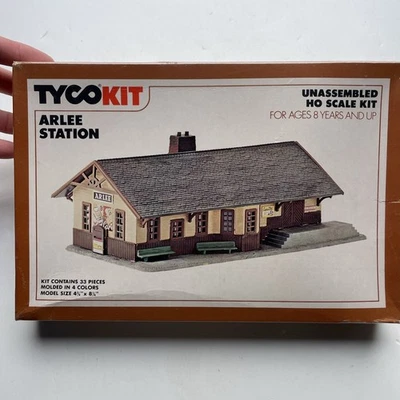 TYCOKIT
ARLEE
STATION
UNASSEMBLED
HO SCALE KIT
FOR AGES 8 YEARS AND UP
ARLEE
KIT CONTAINS 33 PIECES
MOLDED IN 4 COLORS